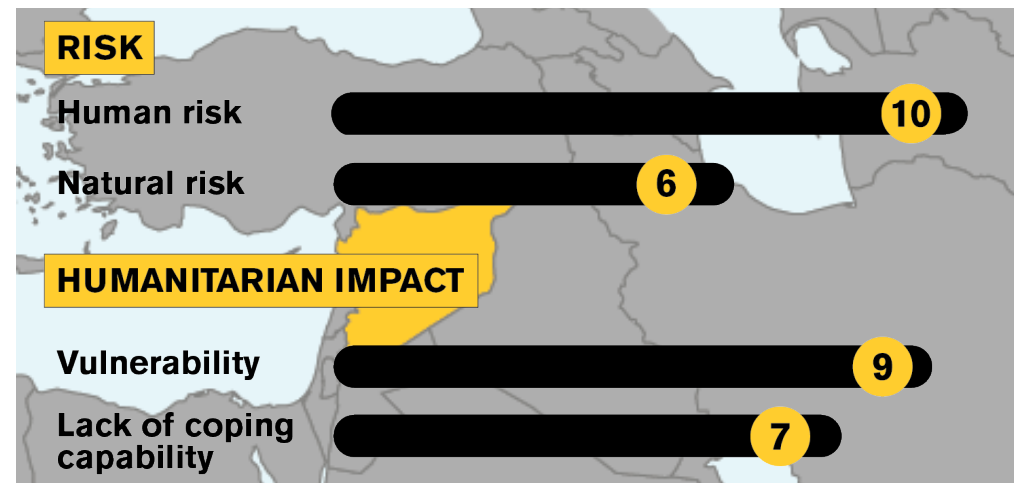 RISK
Human risk
10
Natural risk
6
HUMANITARIAN IMPACT
Vulnerability
9
Lack of coping
capability
7